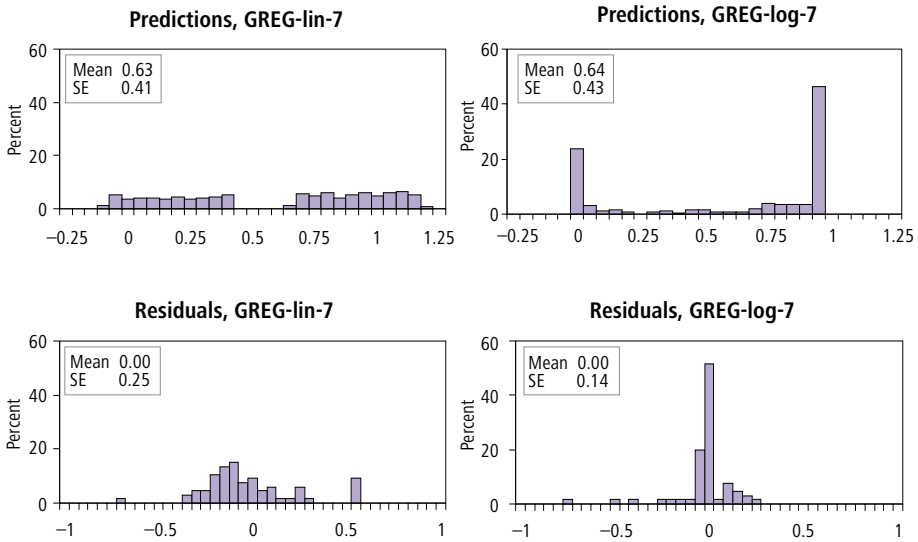 Predictions, GREG-lin-7
Mean 0.63
SE 0.41
Percent
60
40
20
0
−0.25 0 0.25 0.5 0.75 1 1.25
Predictions, GREG-log-7
Mean 0.64
SE 0.43
Percent
60
40
20
0
−0.25 0 0.25 0.5 0.75 1 1.25
Residuals, GREG-lin-7
Mean 0.00
SE 0.25
Percent
60
40
20
0
−1 −0.5 0 0.5 1
Residuals, GREG-log-7
Mean 0.00
SE 0.14
Percent
60
40
20
0
−1 −0.5 0 0.5 1